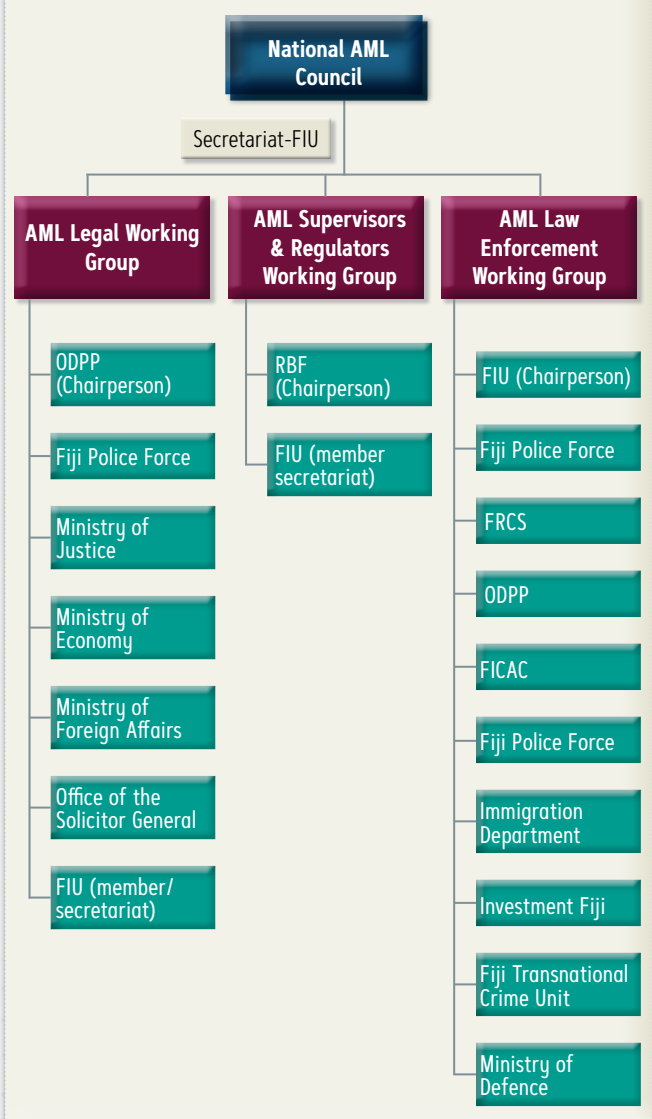 National AML
Council
Secretariat-FIU
AML Legal Working
Group
ODPP
(Chairperson)
Fiji Police Force
Ministry of
Justice
Ministry of
Economy
Ministry of
Foreign Affairs
Office of the
Solicitor General
FIU (member/
secretariat)
AML Supervisors
& Regulators
Working Group
RBF
(Chairperson)
FIU (member
secretariat)
AML Law
Enforcement
Working Group
FIU (Chairperson)
Fiji Police Force
FRCS
ODPP
FICAC
Fiji Police Force
Immigration
Department
Investment Fiji
Fiji Transnational
Crime Unit
Ministry of
Defence